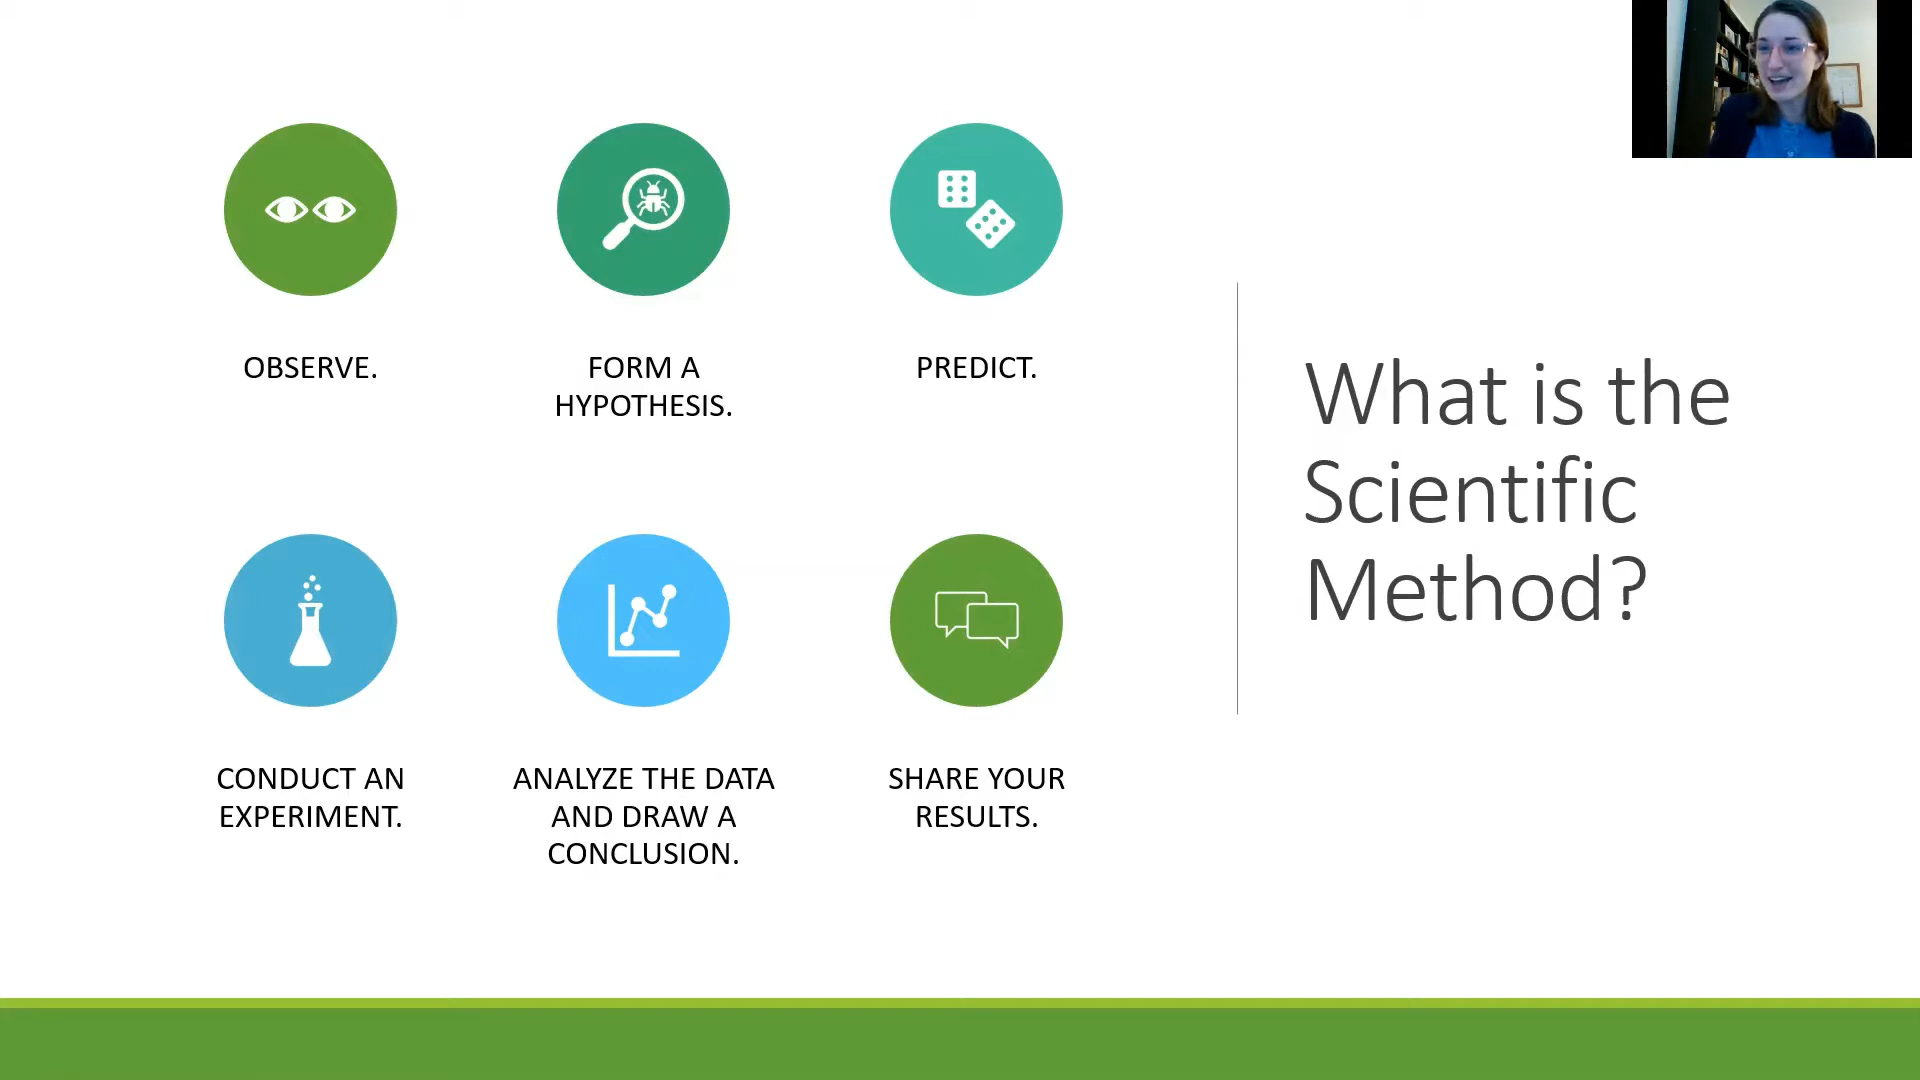 OBSERVE.
FORM A
HYPOTHESIS.
PREDICT.
CONDUCT AN
EXPERIMENT.
ANALYZE THE DATA
AND DRAW A
CONCLUSION.
SHARE YOUR
RESULTS.
What is the
Scientific
Method?